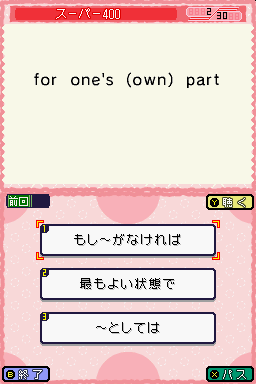 スーパー400
2/30
for one's (own) part
前回
Y 聴く
1 もし～がなければ
2 最もよい状態で
3 ～としては
B 終了
X パス